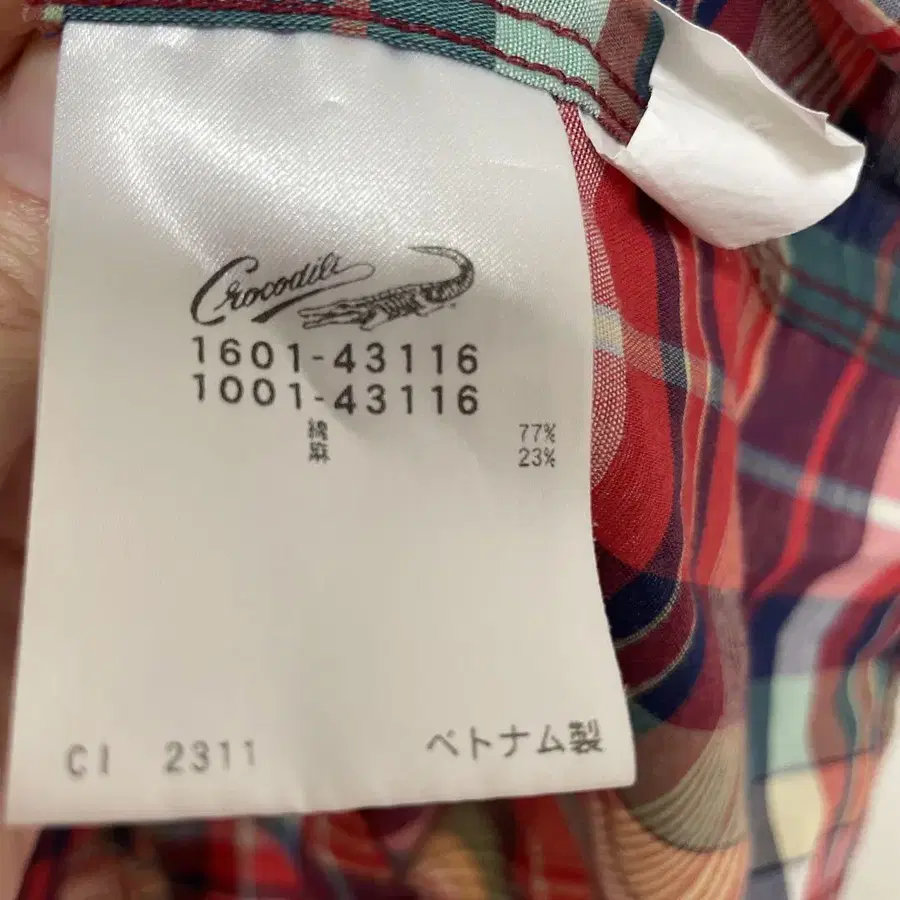 Crocodile
1601-43116
1001-43116
綿 77%
麻 23%
CI 2311 ベトナム製